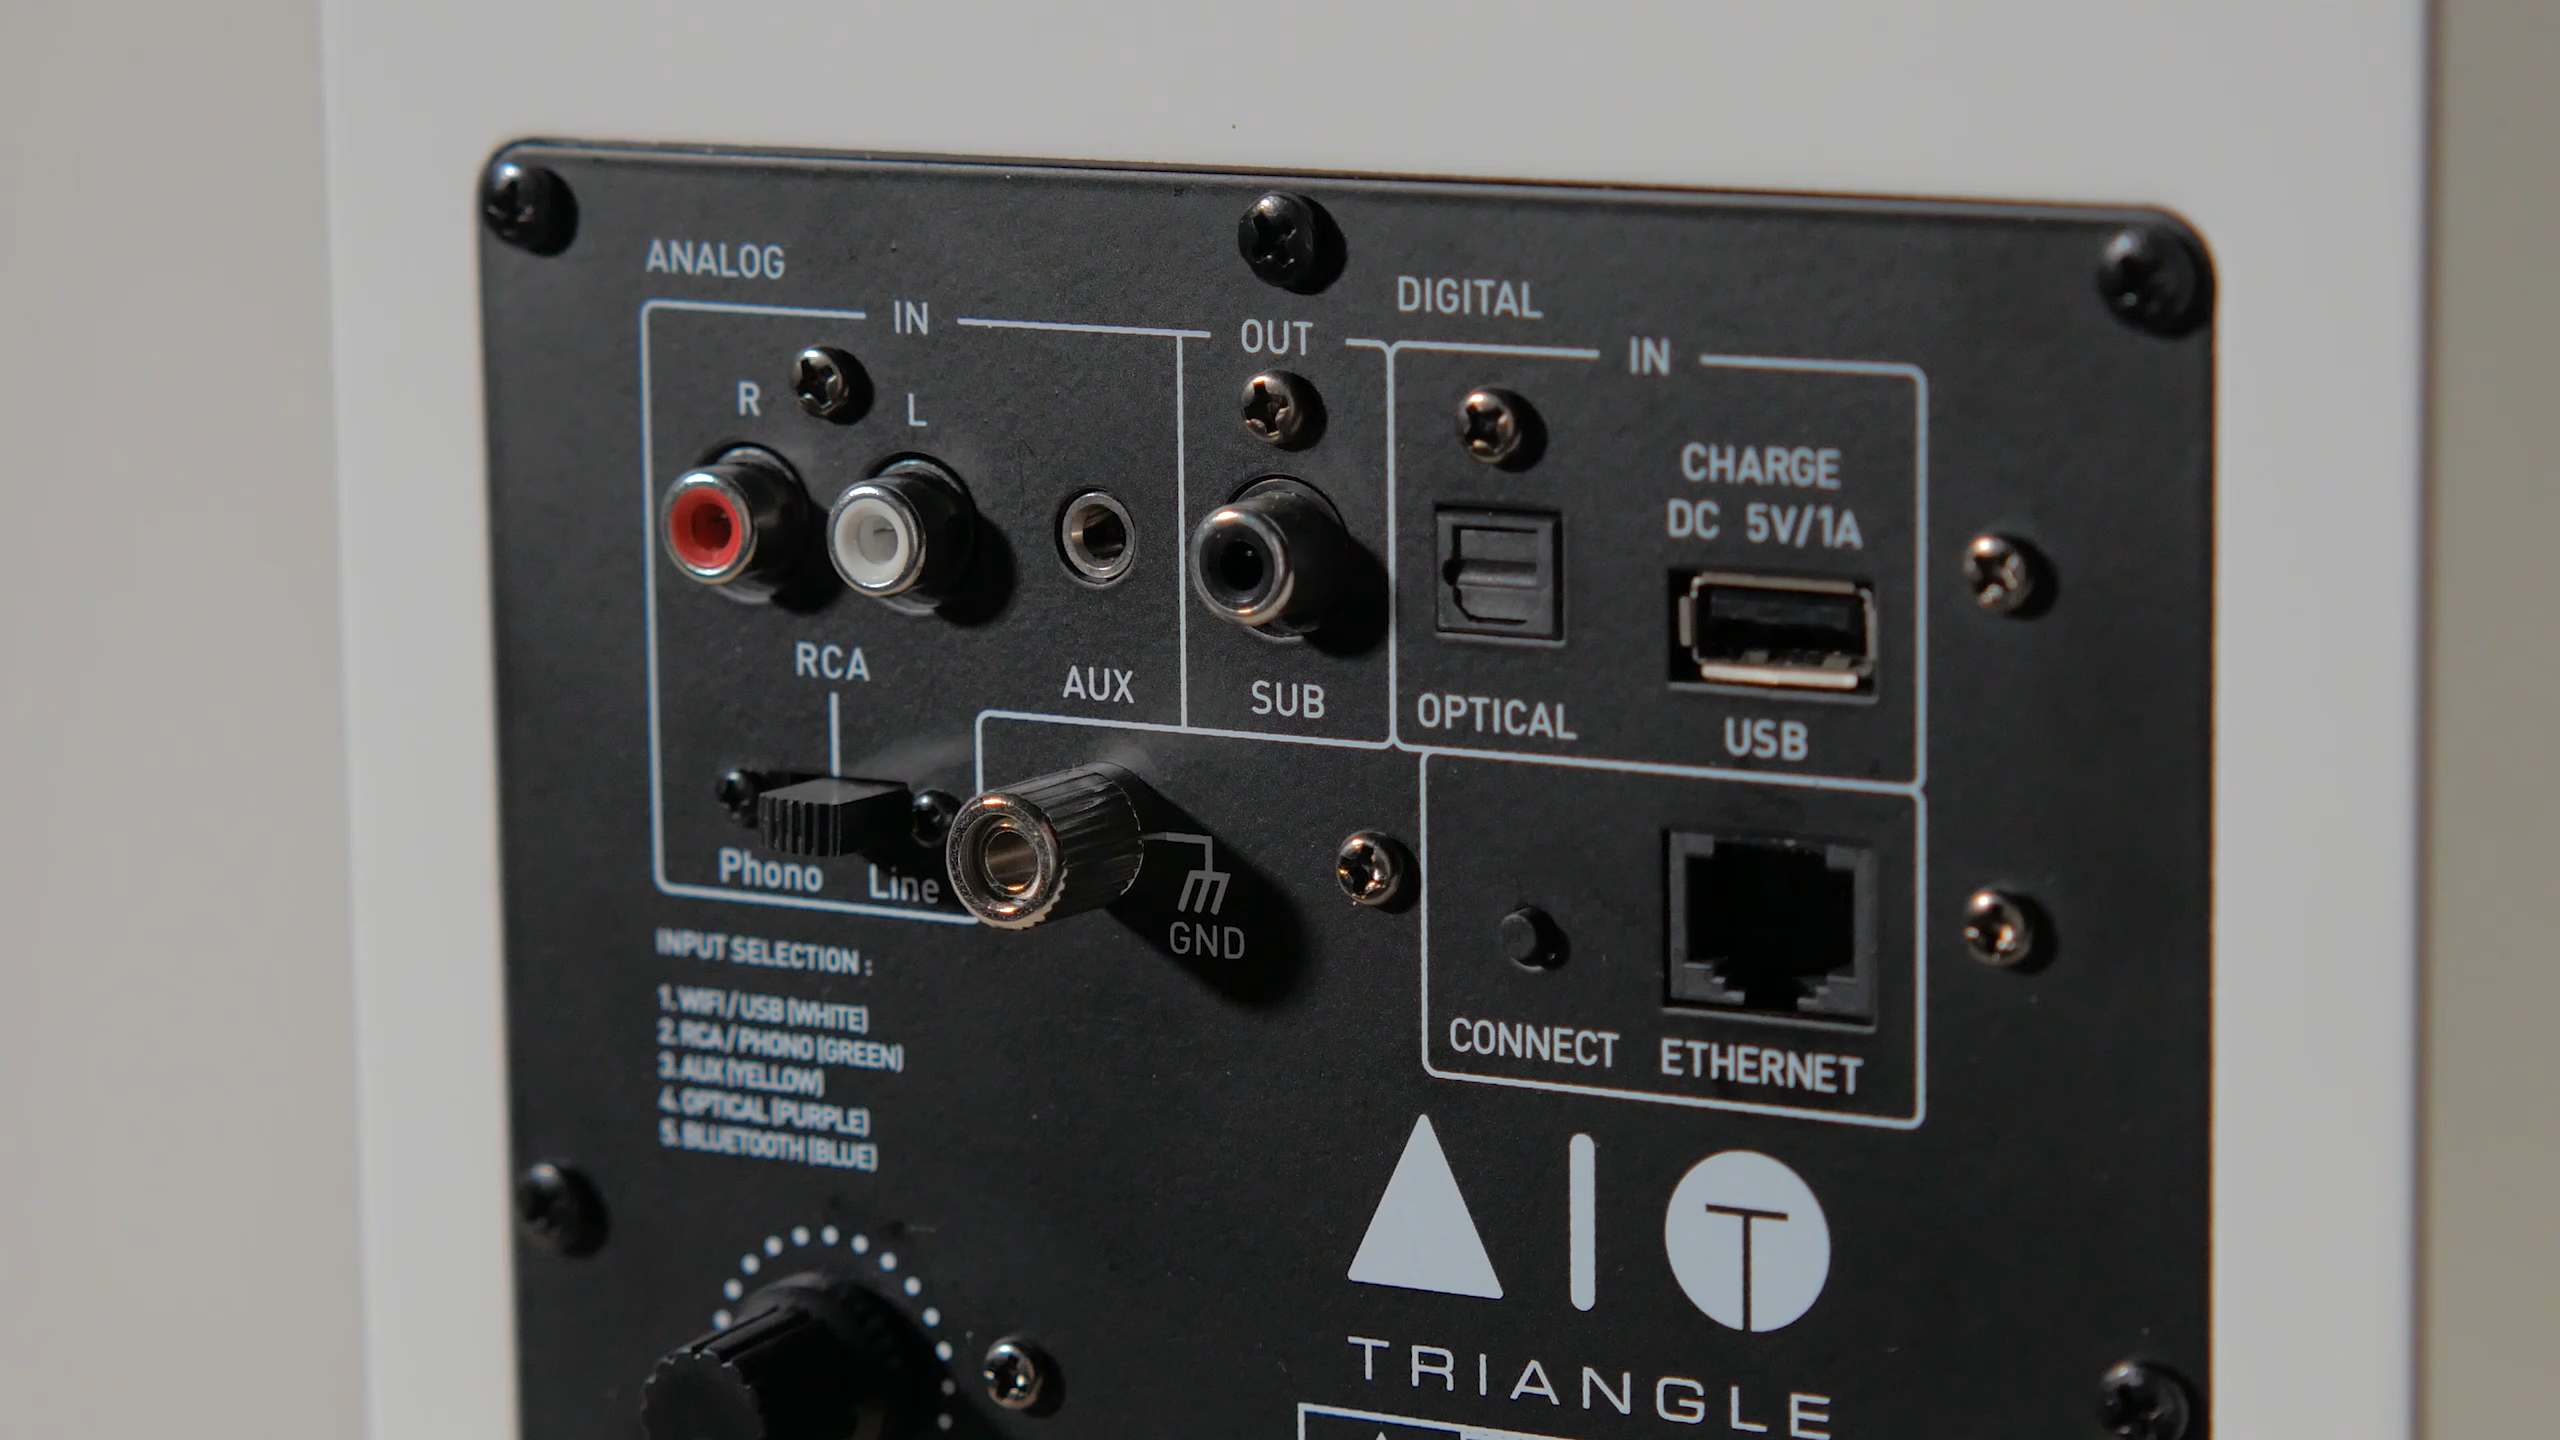 ANALOG
IN
OUT
DIGITAL
IN
R
L
CHARGE
DC 5V/1A
RCA
AUX
SUB
OPTICAL
USB
Phono
Line
GND
INPUT SELECTION :
1. WIFI / USB (WHITE)
2. RCA / PHONO (GREEN)
3. AUX (YELLOW)
4. OPTICAL (PURPLE)
5. BLUETOOTH (BLUE)
CONNECT
ETHERNET
T
TRIANGLE